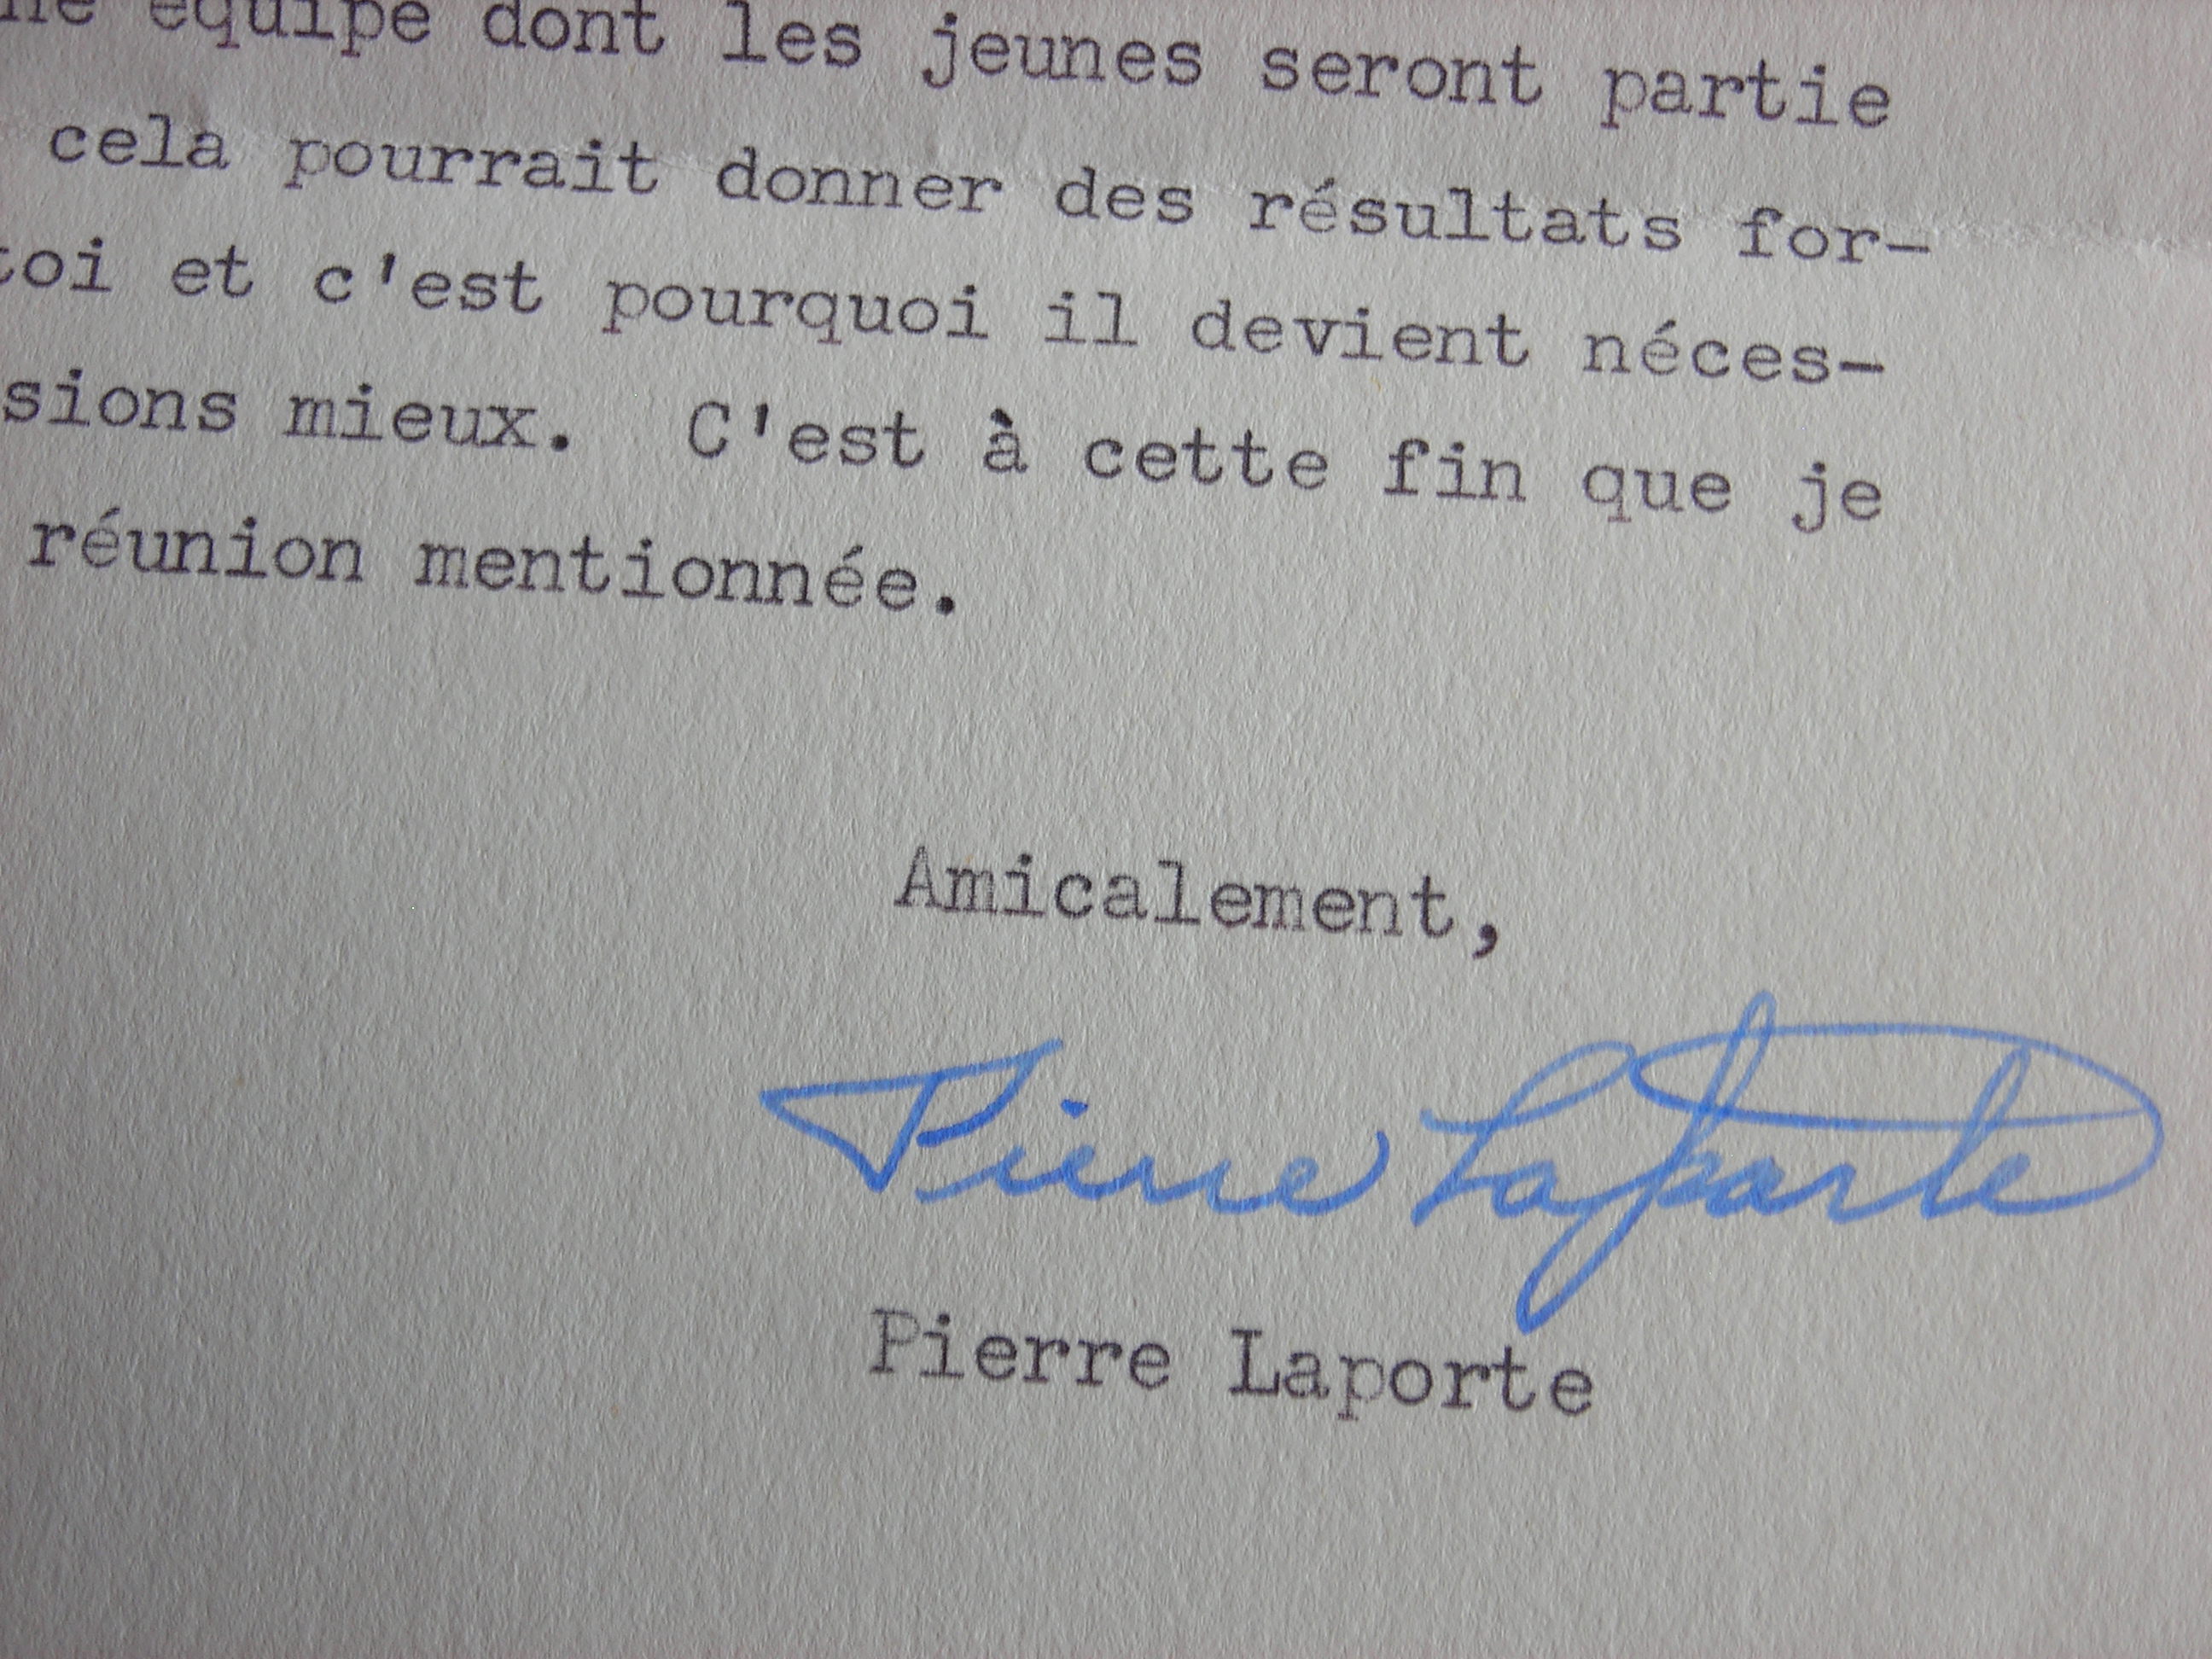 équipe dont les jeunes seront partie
cela pourrait donner des résultats for-
toi et c'est pourquoi il devient néces-
sions mieux. C'est à cette fin que je
réunion mentionnée.
Amicalement,
Pierre Laporte
Pierre Laporte